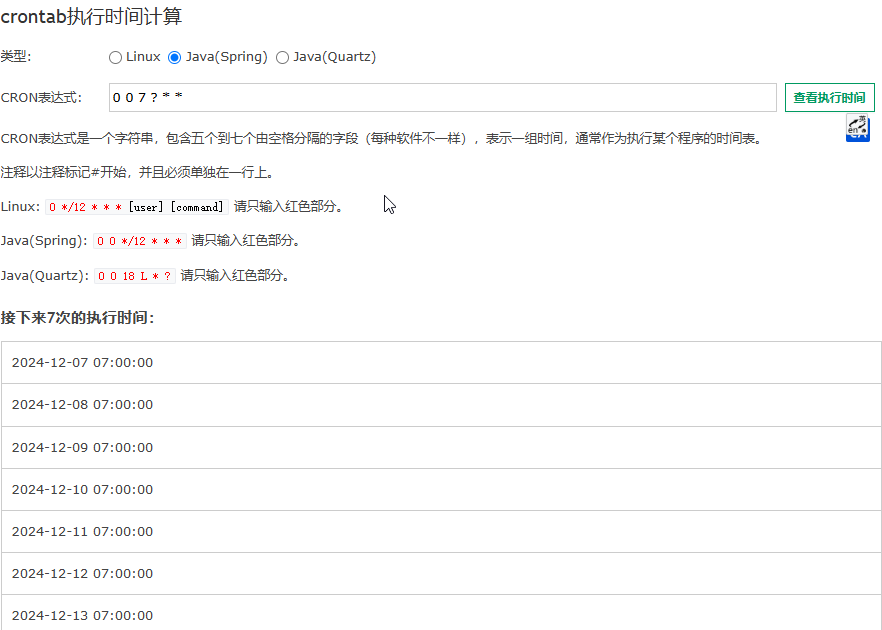 crontab执行时间计算
类型: Linux Java(Spring) Java(Quartz)
CRON表达式: 0 0 7 ? * * 查看执行时间
CRON表达式是一个字符串，包含五个到七个由空格分隔的字段（每种软件不一样），表示一组时间，通常作为执行某个程序的时间表。
注释以注释标记#开始，并且必须单独在一行上。
Linux: 0 */12 * * * [user] [command] 请只输入红色部分。
Java(Spring): 0 0 */12 * * * 请只输入红色部分。
Java(Quartz): 0 0 18 L * ? 请只输入红色部分。
接下来7次的执行时间：
2024-12-07 07:00:00
2024-12-08 07:00:00
2024-12-09 07:00:00
2024-12-10 07:00:00
2024-12-11 07:00:00
2024-12-12 07:00:00
2024-12-13 07:00:00